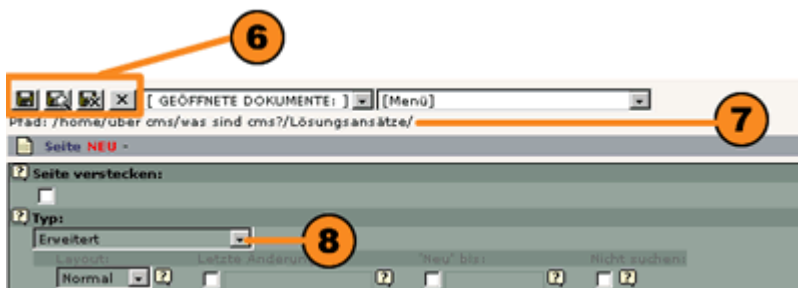 6
[ GEÖFFNETE DOKUMENTE: ] [Menü]
Pfad: /home/über cms/was sind cms?/Lösungsansätze/
7
Seite NEU -
? Seite verstecken:
? Typ:
Erweitert
8
Layout: Letzte Änderun "Neu" bis: Nicht suchen:
Normal ? ? ? ?